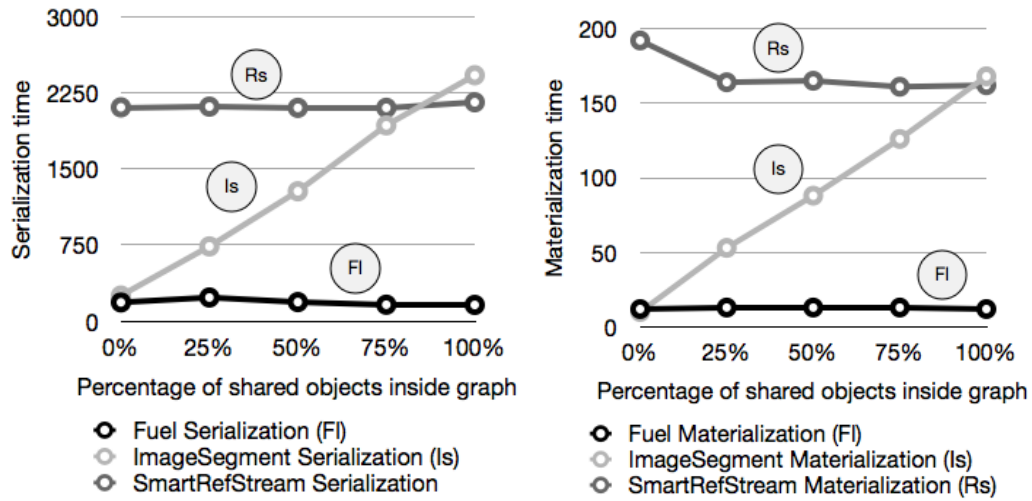 3000
2250
1500
750
0
Serialization time
Rs
Is
Fl
0% 25% 50% 75% 100%
Percentage of shared objects inside graph
Fuel Serialization (Fl)
ImageSegment Serialization (Is)
SmartRefStream Serialization
200
150
100
50
0
Materialization time
Rs
Is
Fl
0% 25% 50% 75% 100%
Percentage of shared objects inside graph
Fuel Materialization (Fl)
ImageSegment Materialization (Is)
SmartRefStream Materialization (Rs)